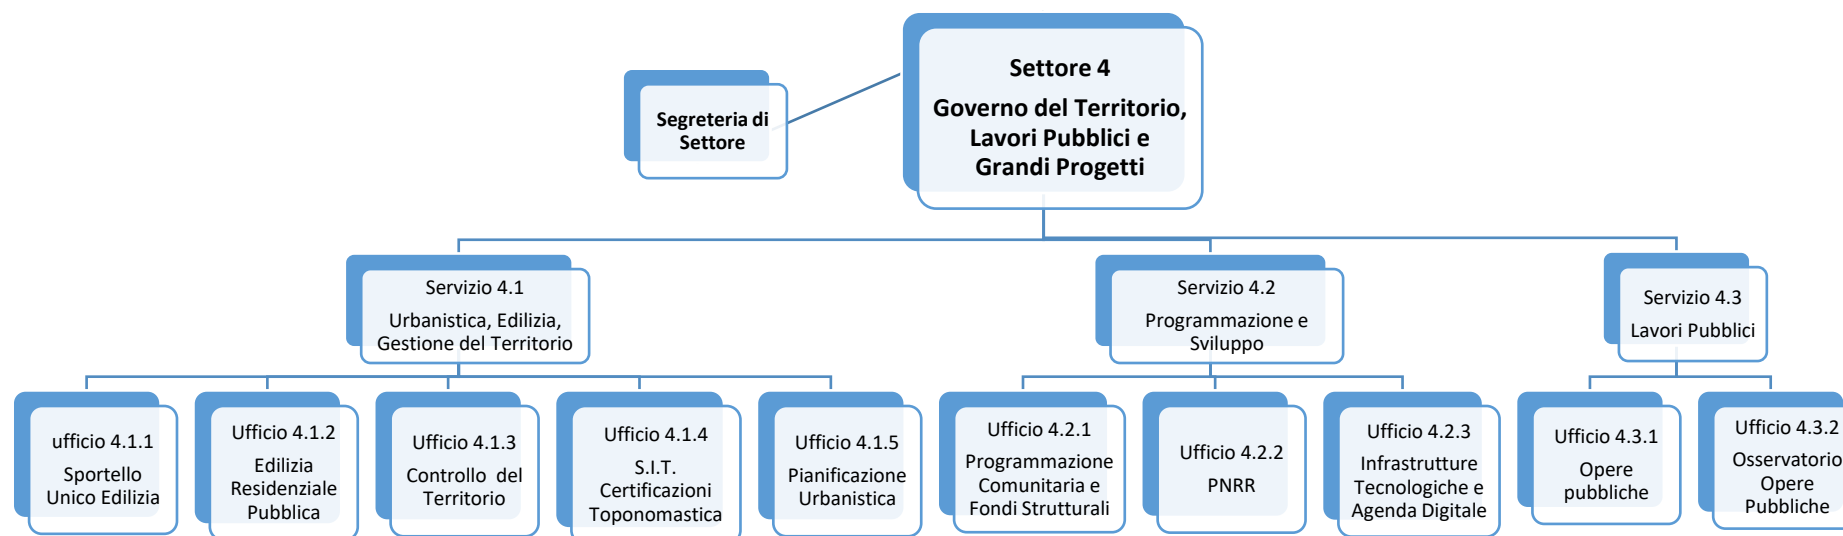 Settore 4
Governo del Territorio,
Lavori Pubblici e
Grandi Progetti
Segreteria di
Settore
Servizio 4.1
Urbanistica, Edilizia,
Gestione del Territorio
Servizio 4.2
Programmazione e
Sviluppo
Servizio 4.3
Lavori Pubblici
ufficio 4.1.1
Sportello
Unico Edilizia
Ufficio 4.1.2
Edilizia
Residenziale
Pubblica
Ufficio 4.1.3
Controllo del
Territorio
Ufficio 4.1.4
S.I.T.
Certificazioni
Toponomastica
Ufficio 4.1.5
Pianificazione
Urbanistica
Ufficio 4.2.1
Programmazione
Comunitaria e
Fondi Strutturali
Ufficio 4.2.2
PNRR
Ufficio 4.2.3
Infrastrutture
Tecnologiche e
Agenda Digitale
Ufficio 4.3.1
Opere
pubbliche
Ufficio 4.3.2
Osservatorio
Opere
Pubbliche